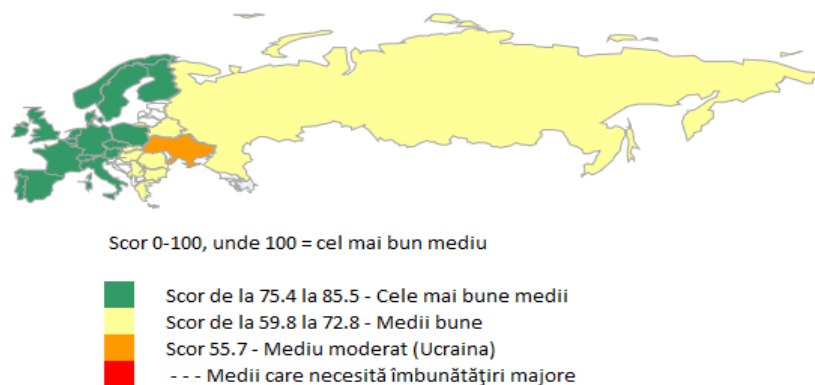 Scor 0-100, unde 100 = cel mai bun mediu
Scor de la 75.4 la 85.5 - Cele mai bune medii
Scor de la 59.8 la 72.8 - Medii bune
Scor 55.7 - Mediu moderat (Ucraina)
- - - Medii care necesită îmbunătăţiri majore